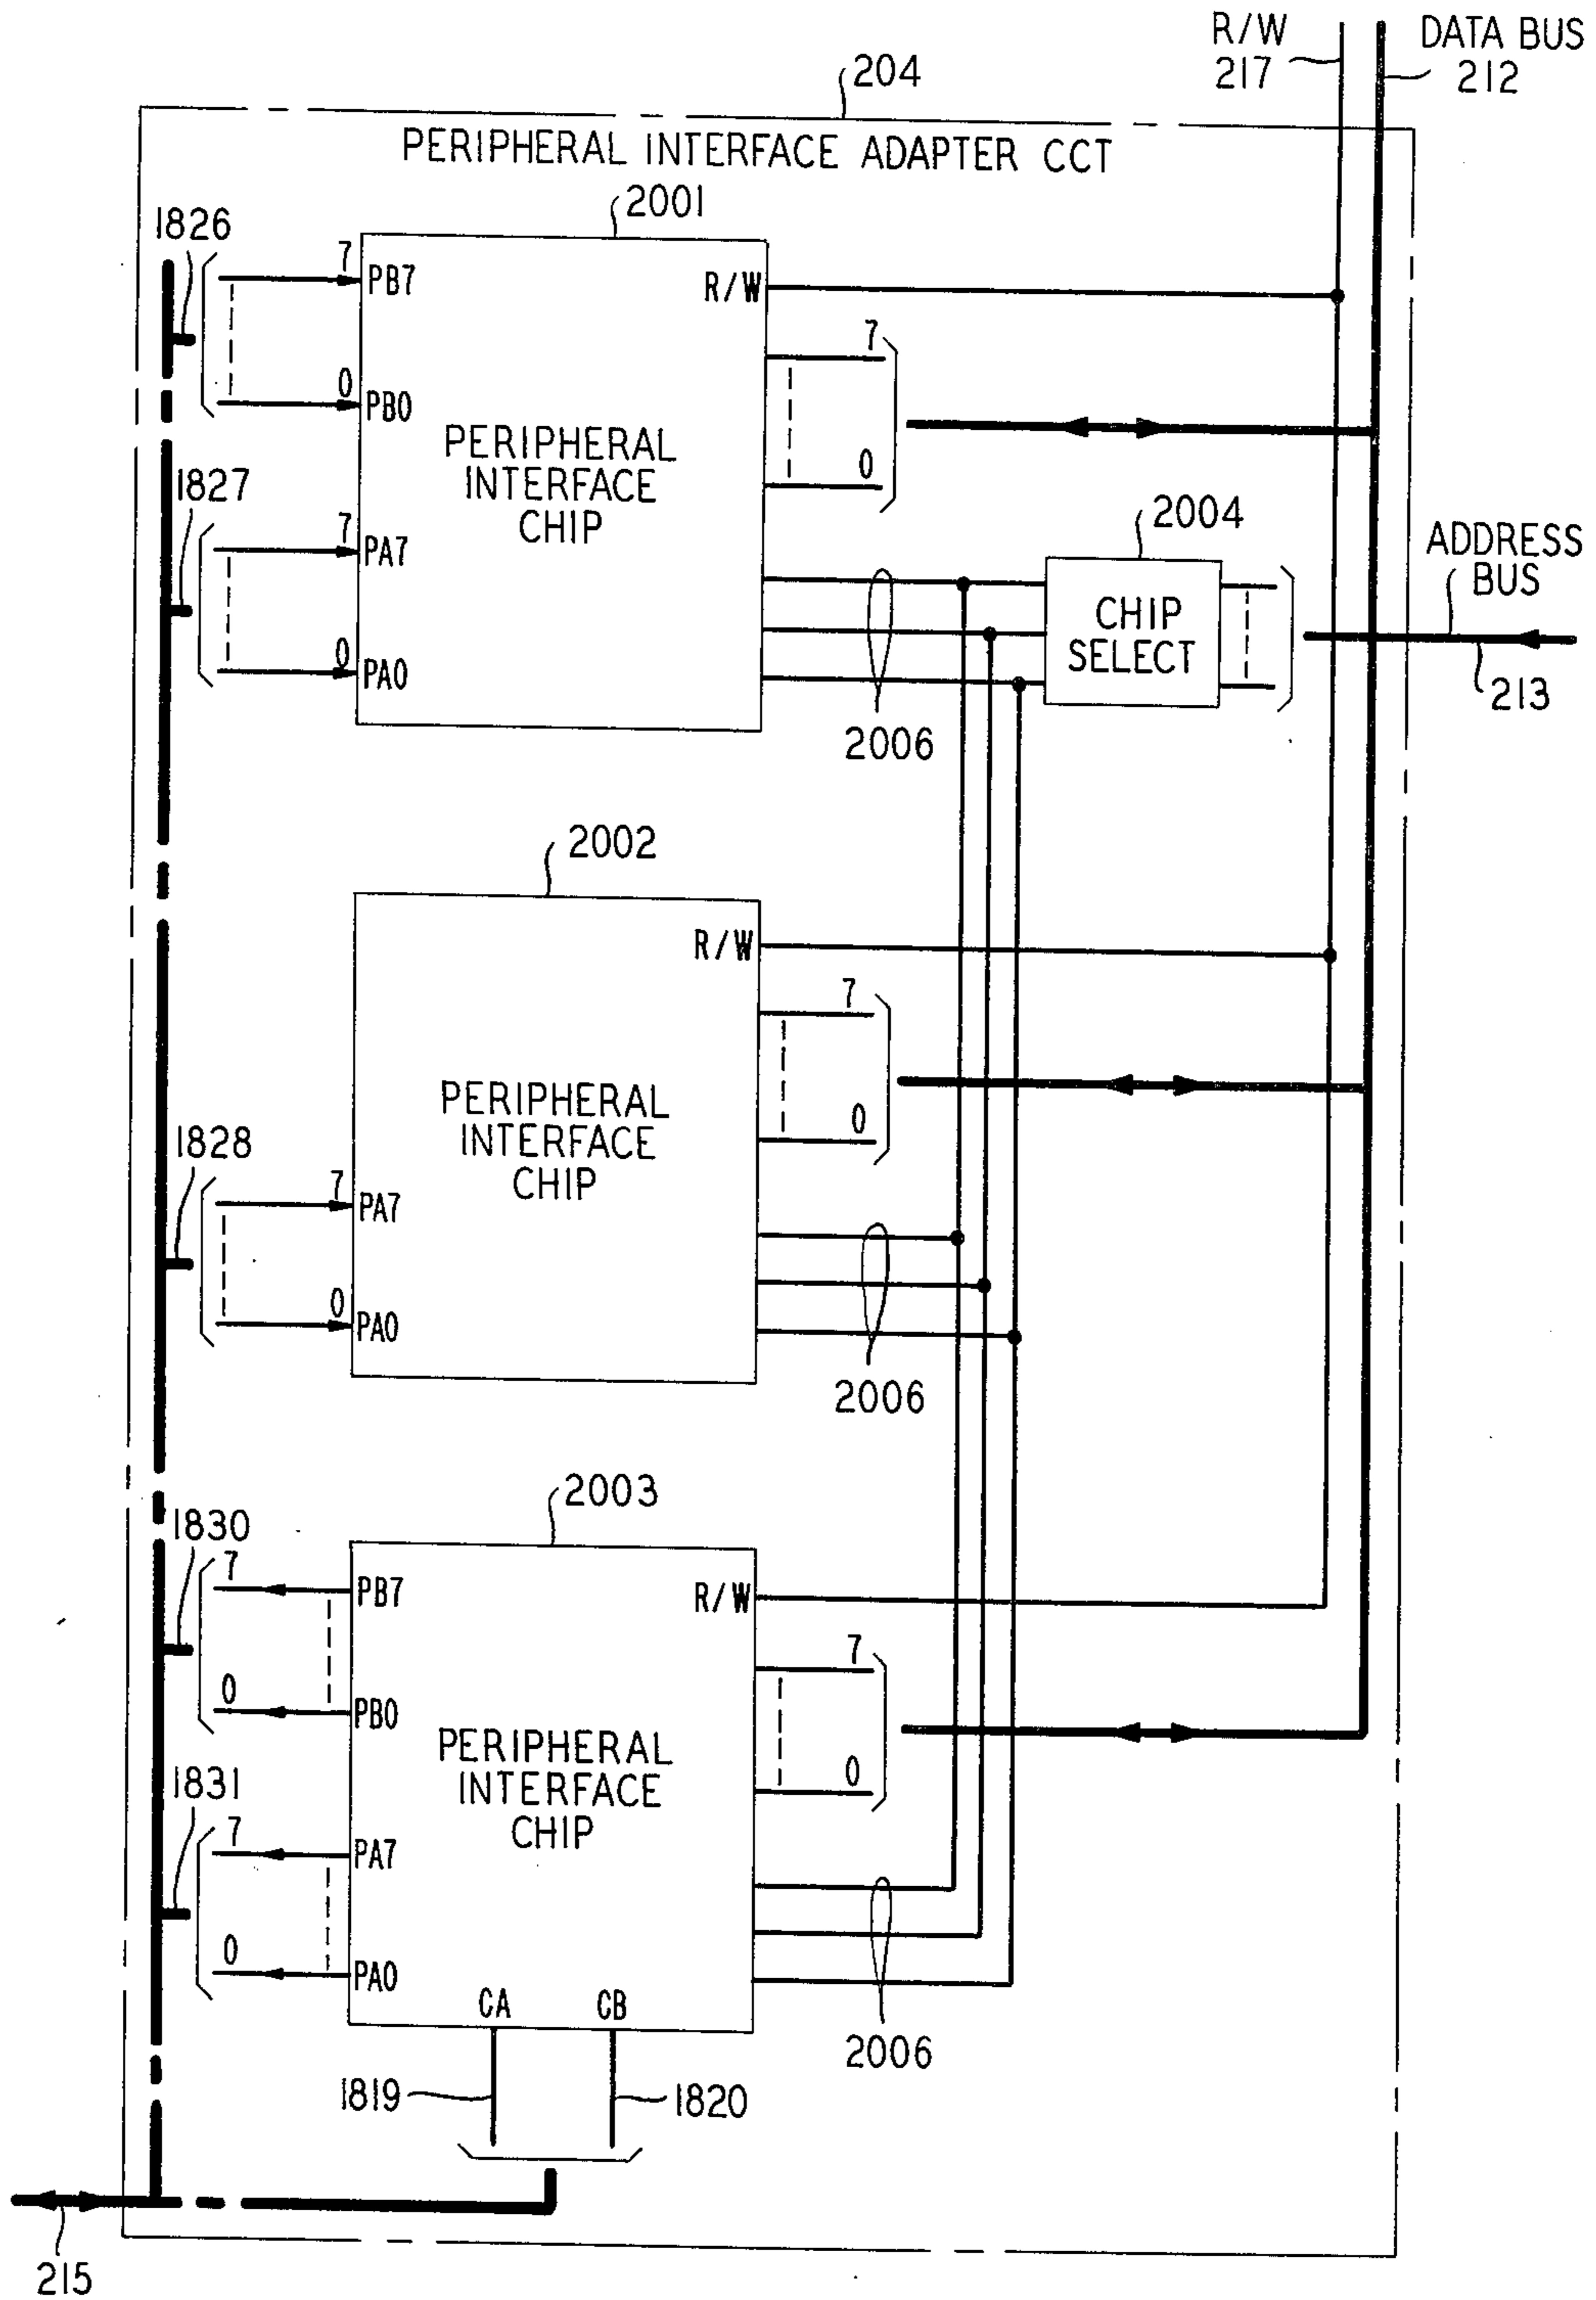 R/W
217
DATA BUS
212
204
PERIPHERAL INTERFACE ADAPTER CCT
2001
1826
7
PB7
R/W
7
0
PB0
PERIPHERAL
INTERFACE
CHIP
0
1827
7
PA7
2004
ADDRESS
BUS
CHIP
SELECT
0
PA0
213
2006
2002
R/W
7
PERIPHERAL
INTERFACE
CHIP
0
1828
7
PA7
0
PA0
2006
2003
1830
7
PB7
R/W
7
0
PB0
PERIPHERAL
INTERFACE
CHIP
0
1831
7
PA7
0
PA0
CA
CB
2006
1819
1820
215